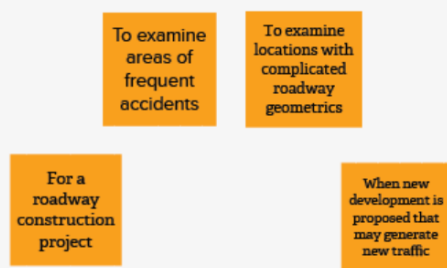 To examine
areas of
frequent
accidents
To examine
locations with
complicated
roadway
geometrics
For a
roadway
construction
project
When new
development is
proposed that
may generate
new traffic